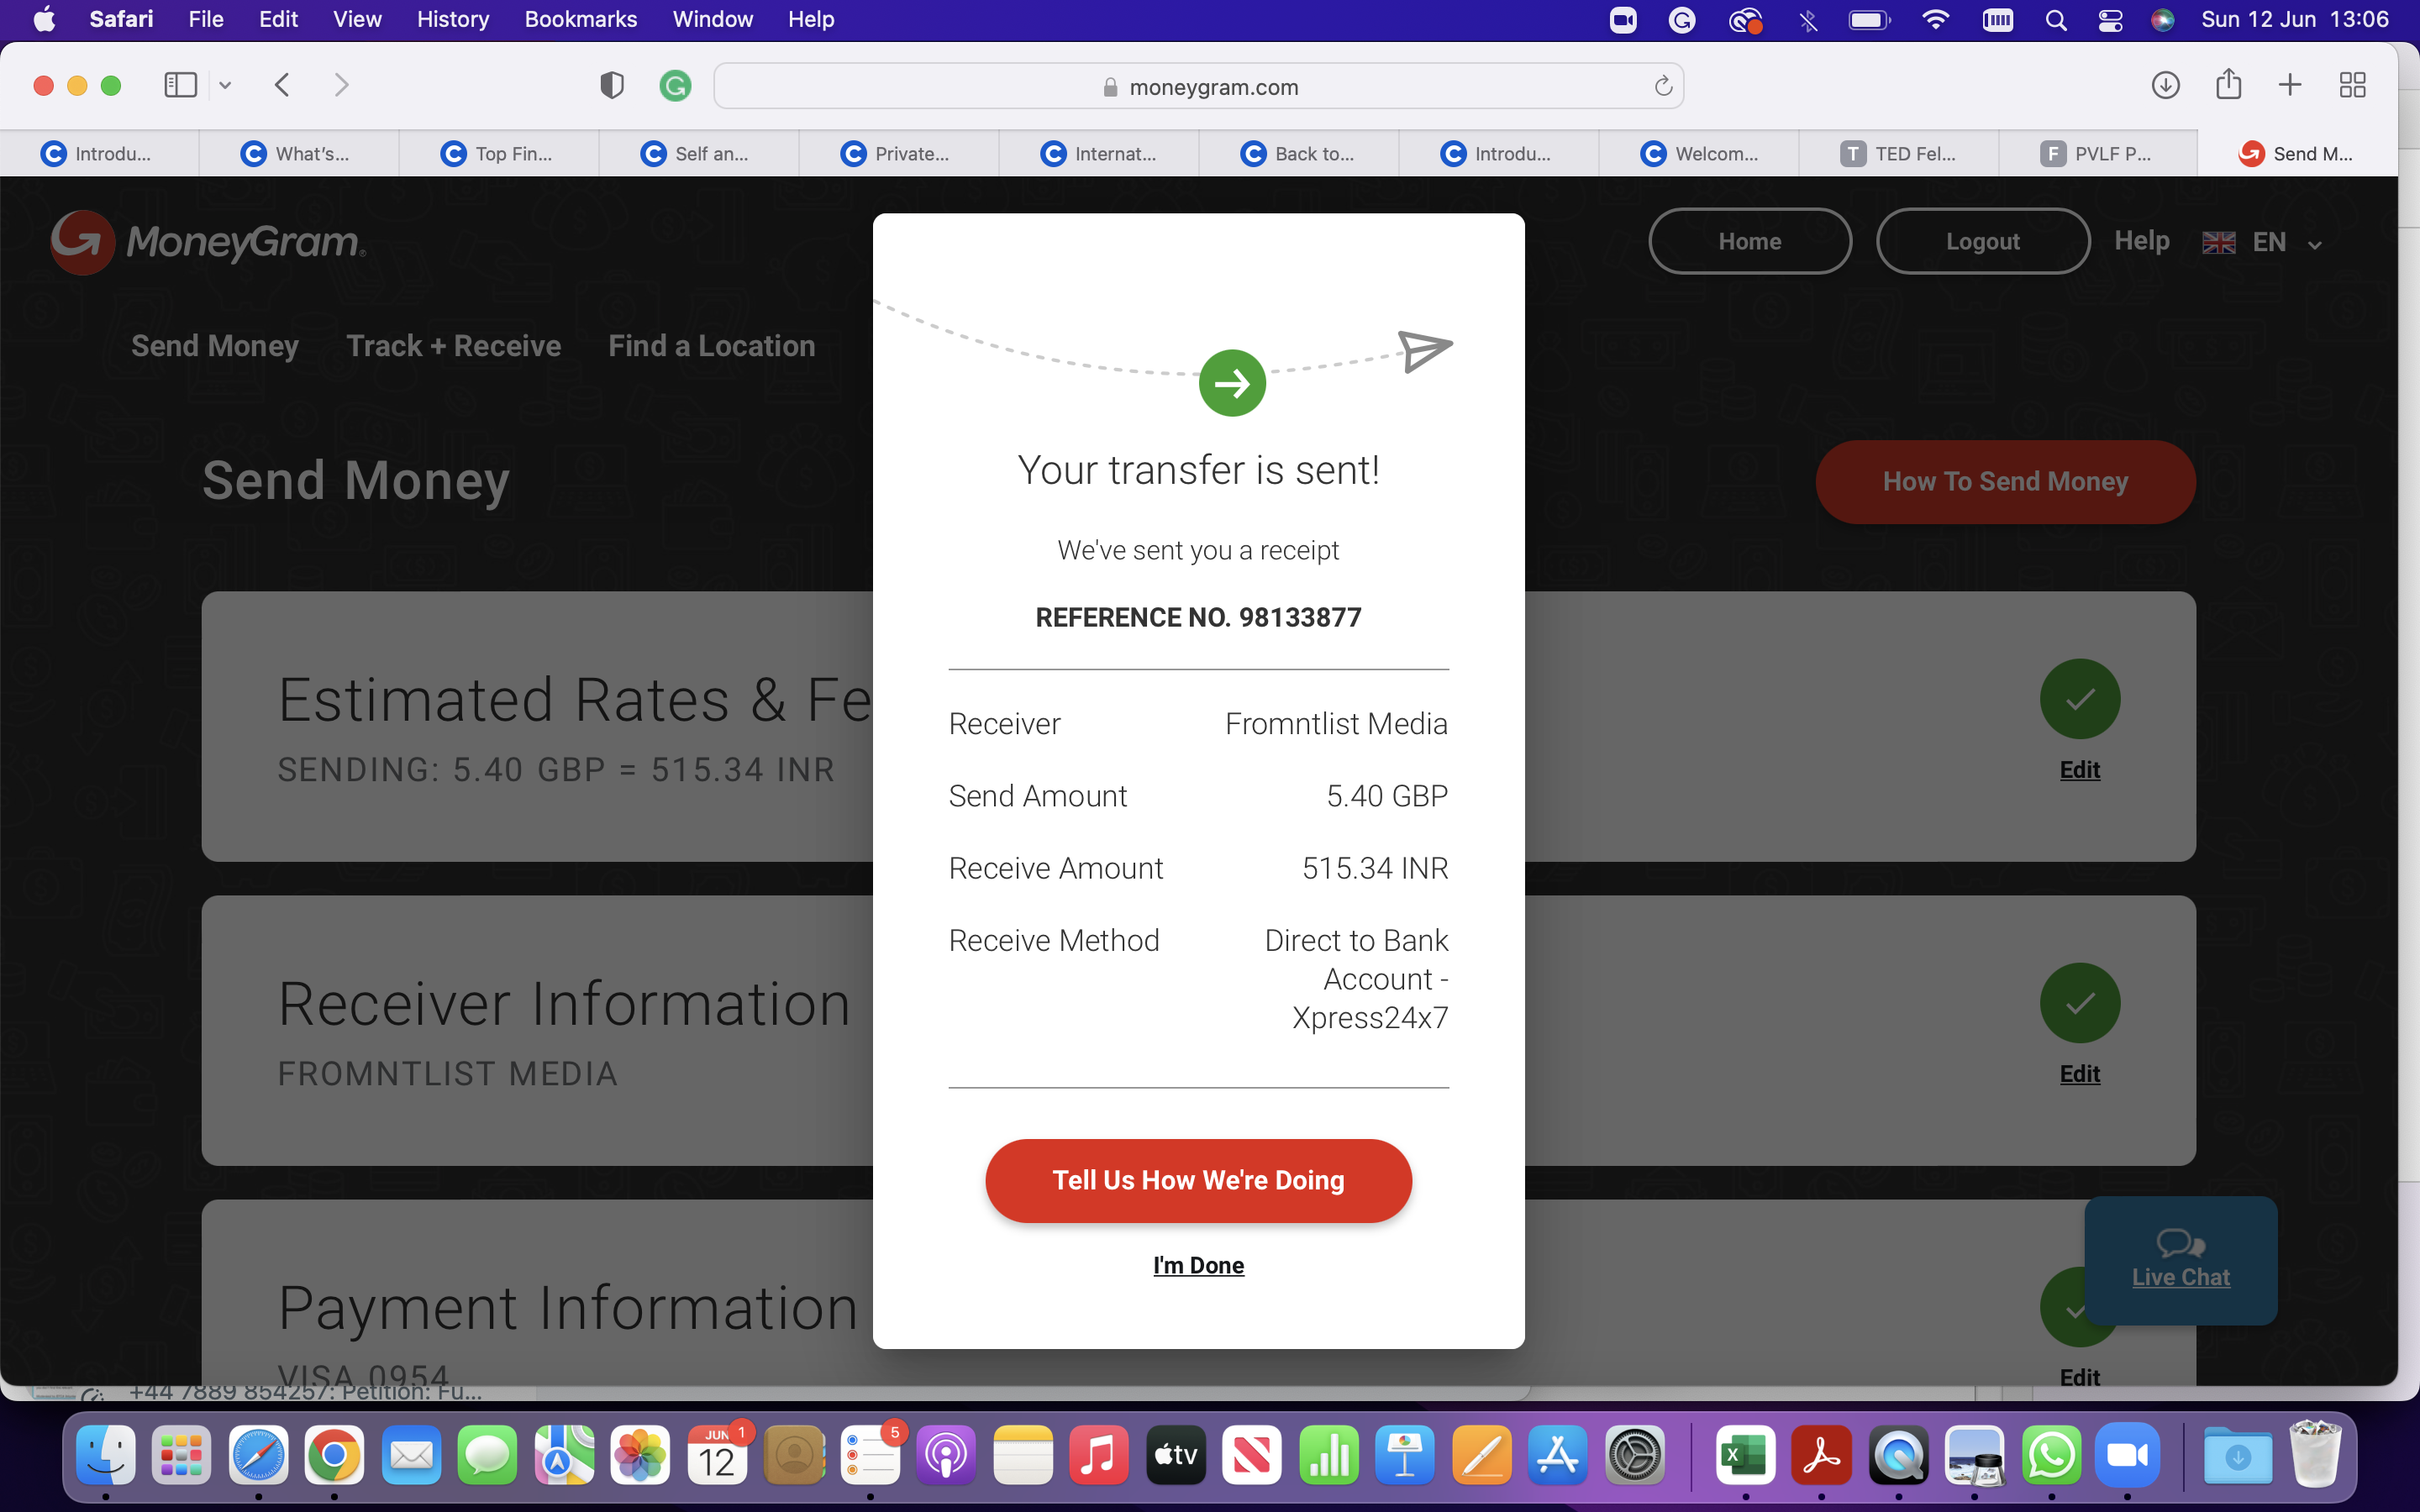 Safari File Edit View History Bookmarks Window Help Sun 12 Jun 13:06
moneygram.com
Introdu... What's... Top Fin... Self an... Private... Internat... Back to... Introdu... Welcom... TED Fel... PVLF P... Send M...
MoneyGram Home Logout Help EN
Send Money Track + Receive Find a Location
Send Money
How To Send Money
Your transfer is sent!
We've sent you a receipt
REFERENCE NO. 98133877
Receiver Fromntlist Media
Send Amount 5.40 GBP
Receive Amount 515.34 INR
Receive Method Direct to Bank
Account -
Xpress24x7
Tell Us How We're Doing
I'm Done
Estimated Rates & Fe
SENDING: 5.40 GBP = 515.34 INR
Edit
Receiver Information
FROMNTLIST MEDIA
Edit
Payment Information
VISA 0954
Edit
Live Chat
+44 7889 854257: Petition: Fu...
JUN 1
12
5
tv